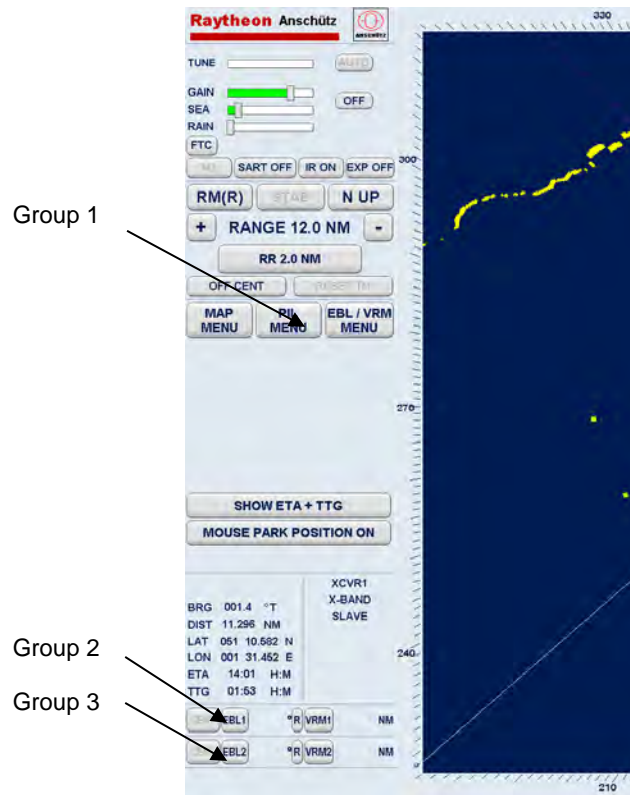 Raytheon Anschütz
ANSCHÜTZ
330
TUNE AUTO
GAIN
SEA OFF
RAIN
FTC
SART OFF IR ON EXP OFF
300
RM(R) STAB N UP
Group 1
+ RANGE 12.0 NM -
RR 2.0 NM
OFF CENT
MAP MENU
PIL MENU
EBL / VRM MENU
270
SHOW ETA + TTG
MOUSE PARK POSITION ON
XCVR1
X-BAND
SLAVE
BRG 001.4 °T
DIST 11.296 NM
LAT 051 10.582 N
LON 001 31.452 E
ETA 14:01 H:M
TTG 01:53 H:M
240
Group 2
Group 3
EBL1 °R VRM1 NM
EBL2 °R VRM2 NM
210